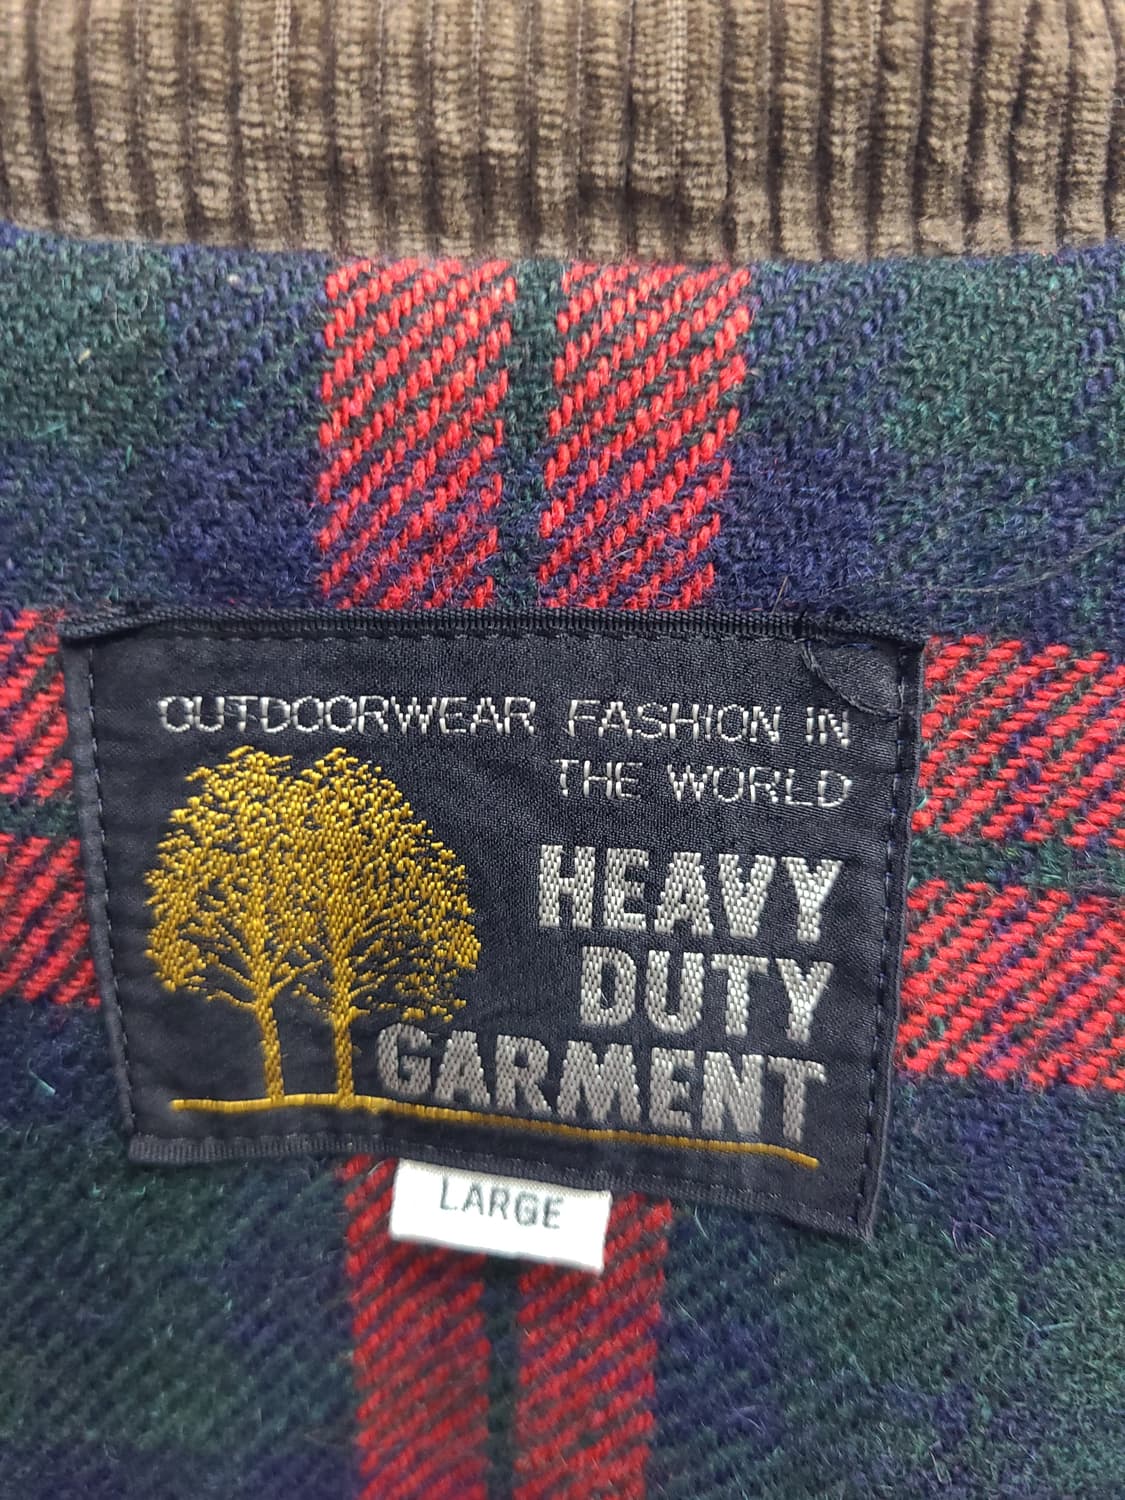 OUTDOORWEAR FASHION IN
THE WORLD
HEAVY
DUTY
GARMENT
LARGE